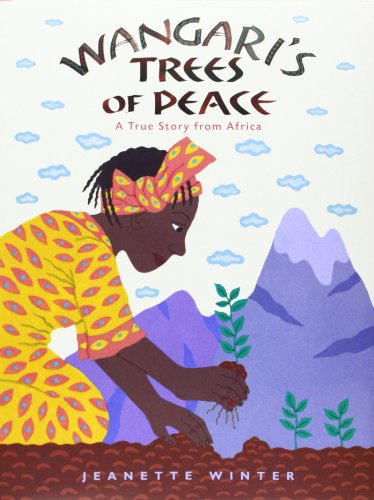 WANGARI'S
TREES
OF PEACE
A True Story from Africa
JEANETTE WINTER